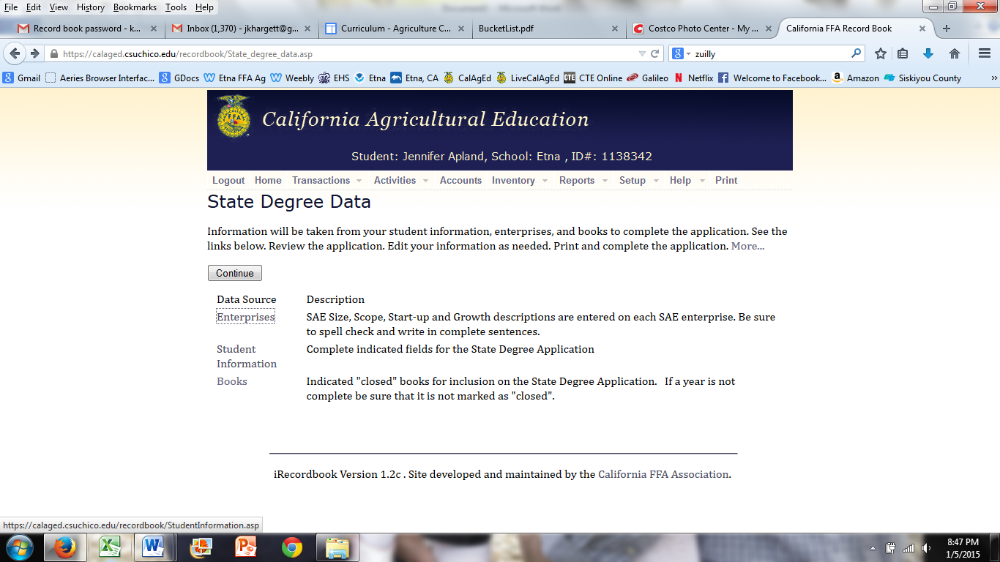 File Edit View History Bookmarks Tools Help
Record book password - k...
Inbox (1,370) - jkhargett@g...
Curriculum - Agriculture C...
BucketList.pdf
Costco Photo Center - My ...
California FFA Record Book
https://calaged.csuchico.edu/recordbook/State_degree_data.asp
zuilly
Gmail Aeries Browser Interfac... GDocs Etna FFA Ag Weebly EHS Etna Etna, CA CalAgEd LiveCalAgEd CTE Online Galileo Netflix Welcome to Facebook... Amazon Siskiyou County »
California Agricultural Education
Student: Jennifer Apland, School: Etna , ID#: 1138342
Logout Home Transactions Activities Accounts Inventory Reports Setup Help Print
State Degree Data
Information will be taken from your student information, enterprises, and books to complete the application. See the
links below. Review the application. Edit your information as needed. Print and complete the application. More...
Continue
Data Source Description
Enterprises SAE Size, Scope, Start-up and Growth descriptions are entered on each SAE enterprise. Be sure
to spell check and write in complete sentences.
Student Complete indicated fields for the State Degree Application
Information
Books Indicated "closed" books for inclusion on the State Degree Application. If a year is not
complete be sure that it is not marked as "closed".
iRecordbook Version 1.2c . Site developed and maintained by the California FFA Association.
https://calaged.csuchico.edu/recordbook/StudentInformation.asp
8:47 PM
1/5/2015